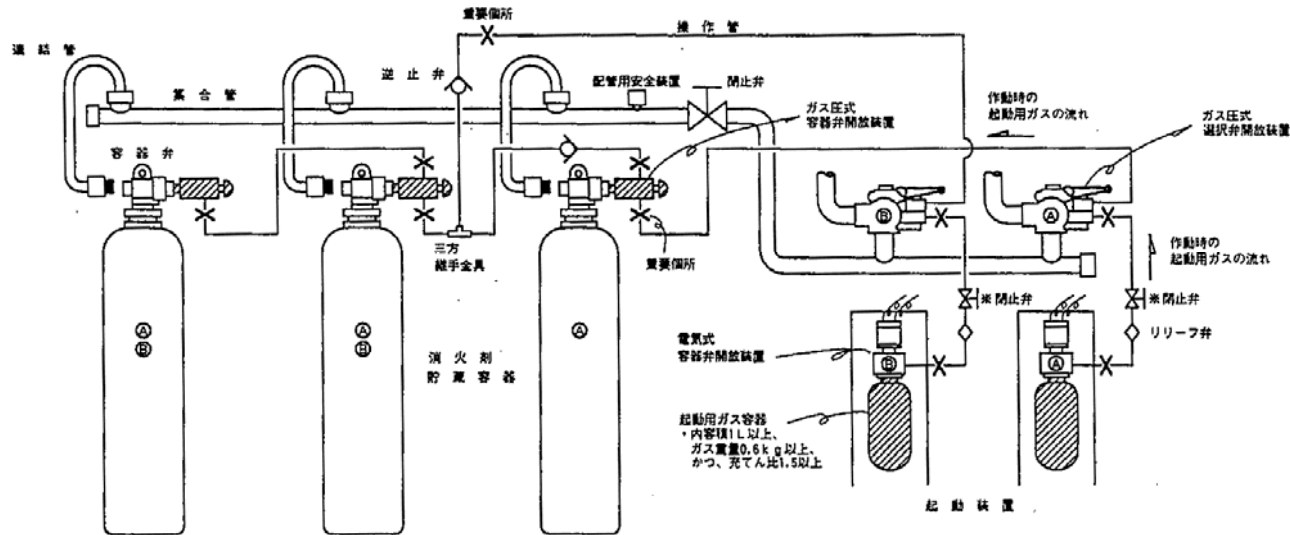 重要個所
操作管
連結管
逆止弁
配管用安全装置
閉止弁
集合管
ガス圧式
容器弁開放装置
作動時の
起動用ガスの流れ
ガス圧式
選択弁開放装置
容器弁
Ⓑ
Ⓐ
三方
継手金具
重要個所
作動時の
起動用ガスの流れ
※閉止弁
※閉止弁
リリーフ弁
Ⓐ
Ⓑ
Ⓐ
Ⓑ
Ⓐ
消火剤
貯蔵容器
電気式
容器弁開放装置
Ⓑ
Ⓐ
起動用ガス容器
・内容積1L以上、
ガス重量0.6kg以上、
かつ、充てん比1.5以上
起動装置